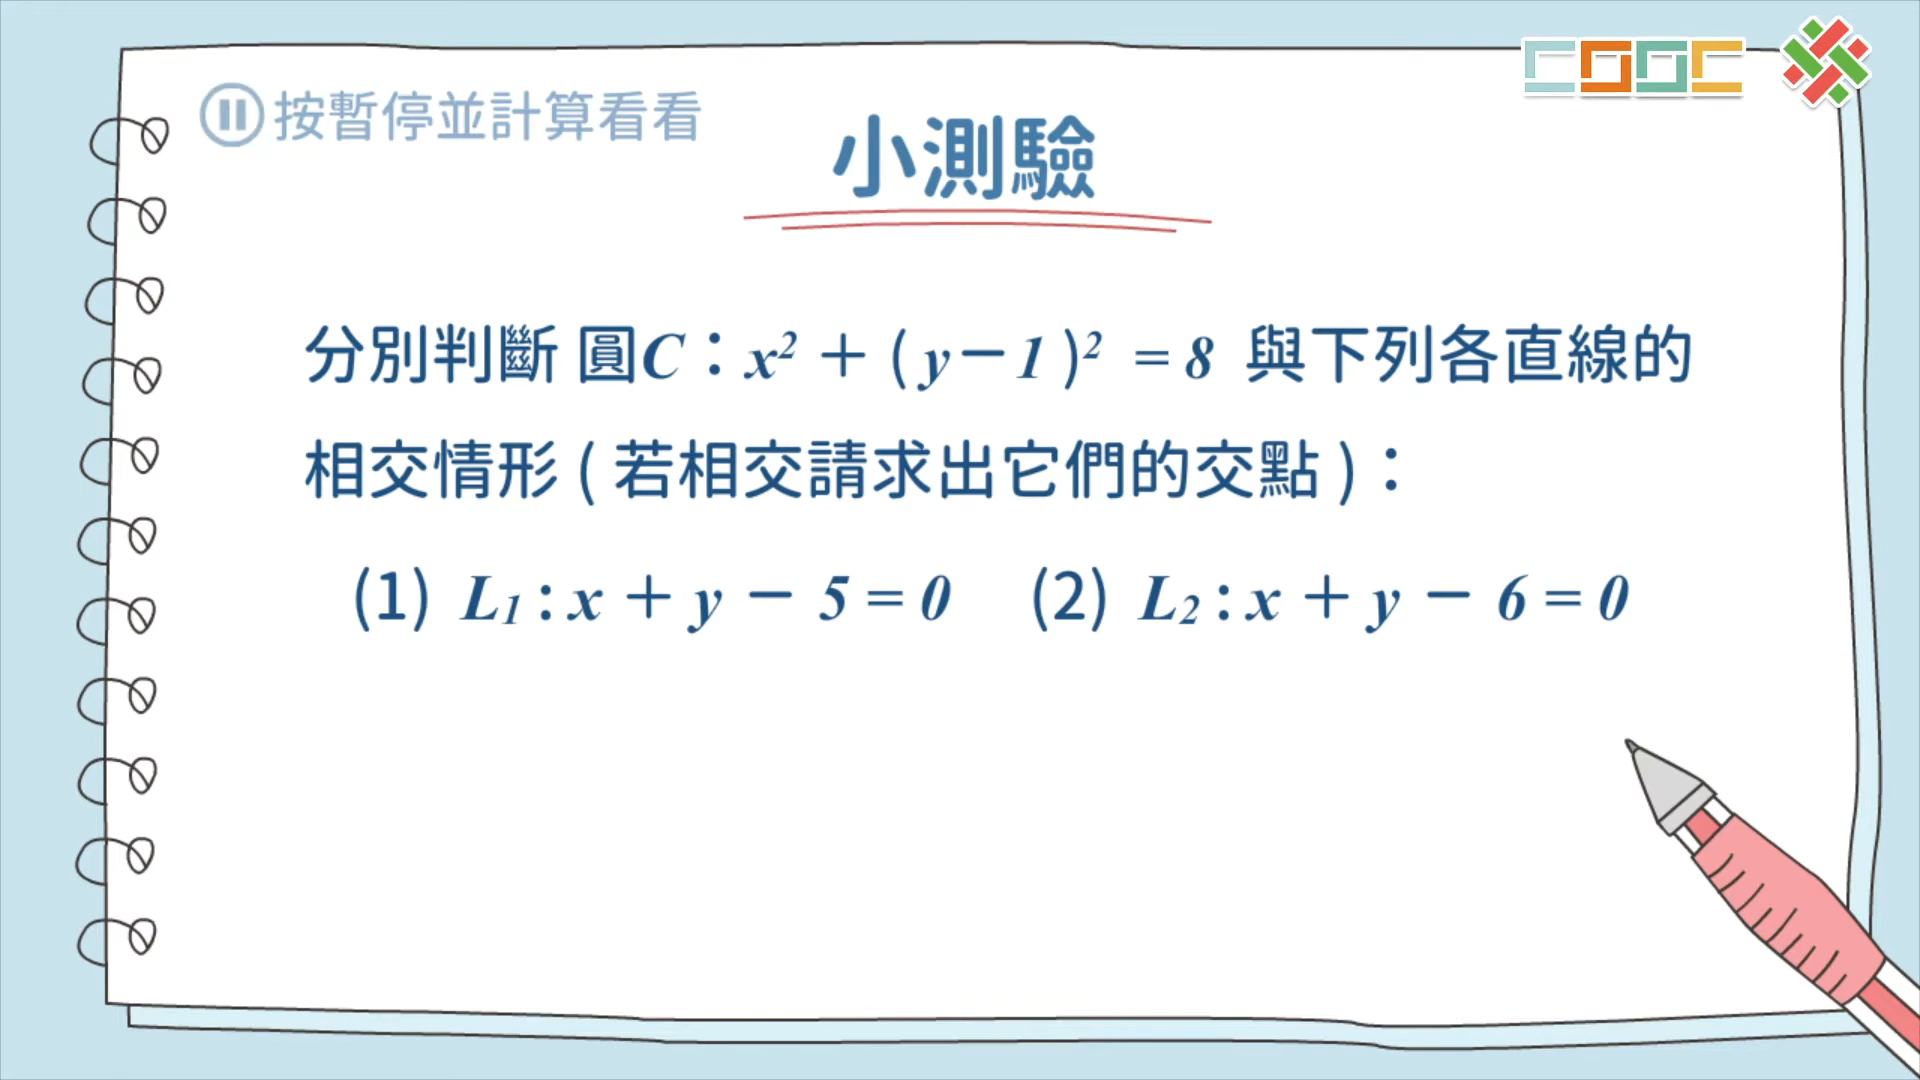 COOC
按暫停並計算看看
小測驗
分別判斷 圓C：x² ＋ ( y－1 )² = 8 與下列各直線的
相交情形 ( 若相交請求出它們的交點 )：
(1) L₁ : x ＋ y － 5 = 0 (2) L₂ : x ＋ y － 6 = 0